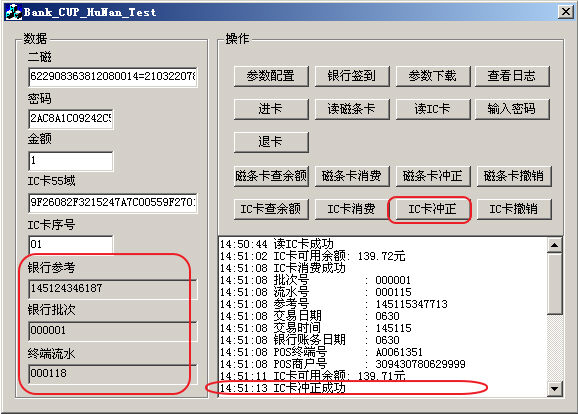 Bank_CUP_HuNan_Test
数据
二磁
622908363812080014=210322078
密码
2AC8A1C09242C5
金额
1
IC卡55域
9F26082F3215247A7C00559F2701
IC卡序号
01
银行参考
145124346187
银行批次
000001
终端流水
000118
操作
参数配置 银行签到 参数下载 查看日志
进卡 读磁条卡 读IC卡 输入密码
退卡
磁条卡查余额 磁条卡消费 磁条卡冲正 磁条卡撤销
IC卡查余额 IC卡消费 IC卡冲正 IC卡撤销
14:50:44 读IC卡成功
14:51:02 IC卡可用余额: 139.72元
14:51:08 IC卡消费成功
14:51:08 批次号 : 000001
14:51:08 流水号 : 000115
14:51:08 参考号 : 145115347713
14:51:08 交易日期 : 0630
14:51:08 交易时间 : 145115
14:51:08 银行账务日期 : 0630
14:51:08 POS终端号 : A0061351
14:51:08 POS商户号 : 309430780629999
14:51:11 IC卡可用余额: 139.71元
14:51:13 IC卡冲正成功